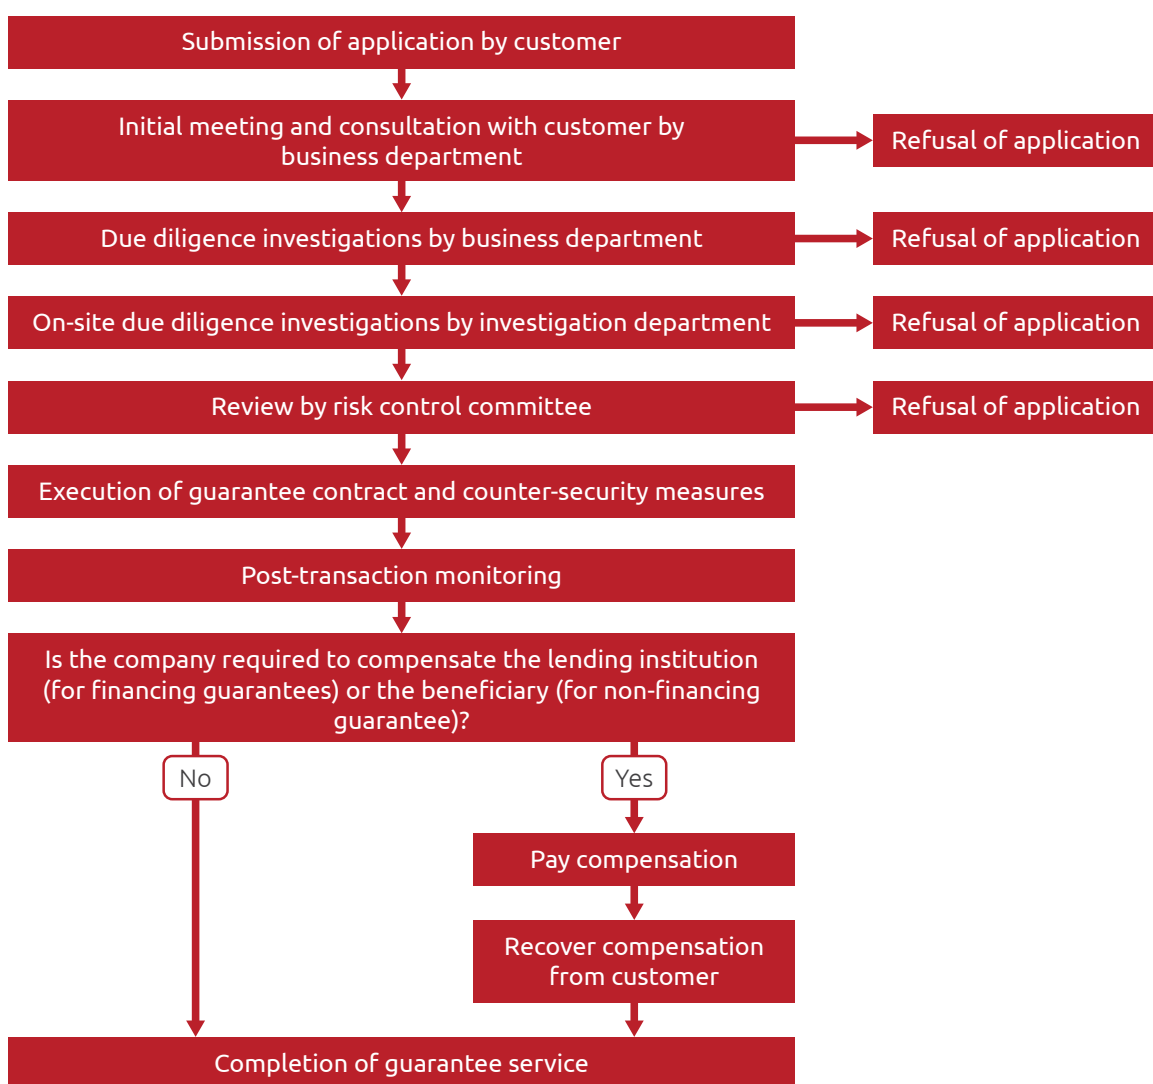 Submission of application by customer
Initial meeting and consultation with customer by
business department
Refusal of application
Due diligence investigations by business department
Refusal of application
On-site due diligence investigations by investigation department
Refusal of application
Review by risk control committee
Refusal of application
Execution of guarantee contract and counter-security measures
Post-transaction monitoring
Is the company required to compensate the lending institution
(for financing guarantees) or the beneficiary (for non-financing
guarantee)?
No
Yes
Pay compensation
Recover compensation
from customer
Completion of guarantee service